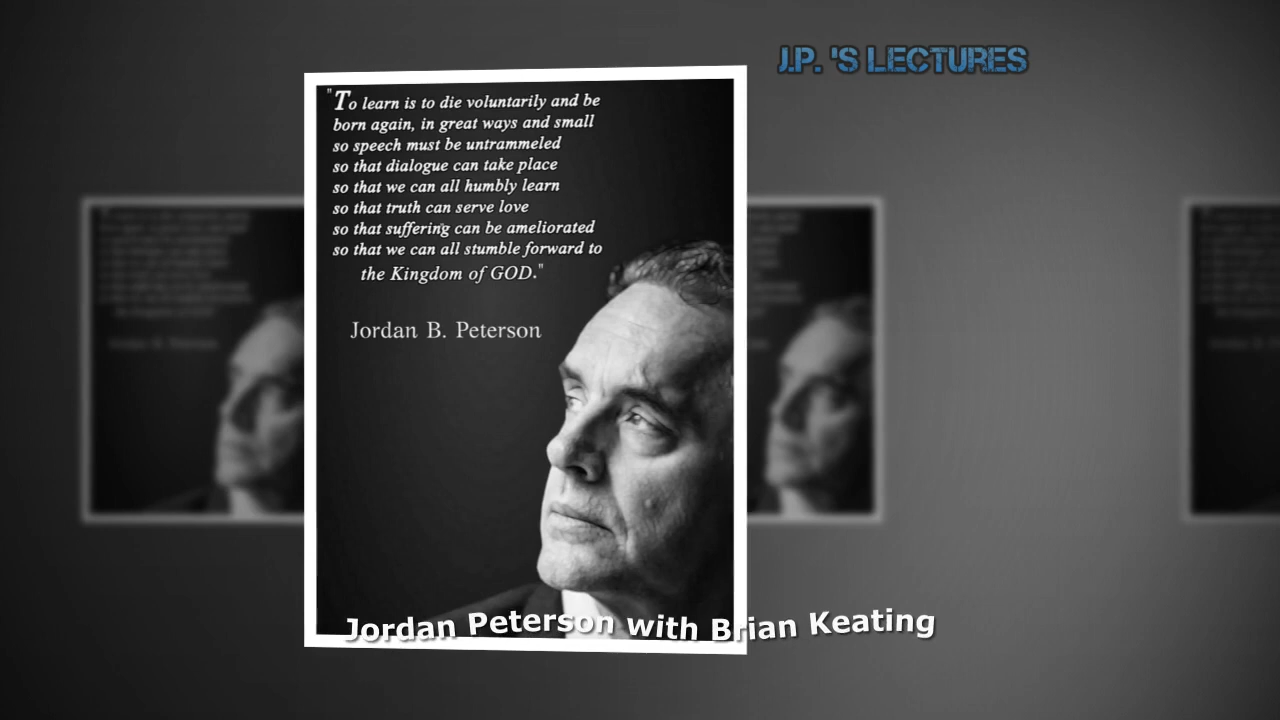 J.P. 'S LECTURES
"To learn is to die voluntarily and be
born again, in great ways and small
so speech must be untrammeled
so that dialogue can take place
so that we can all humbly learn
so that truth can serve love
so that suffering can be ameliorated
so that we can all stumble forward to
the Kingdom of GOD."
Jordan B. Peterson
Jordan Peterson with Brian Keating